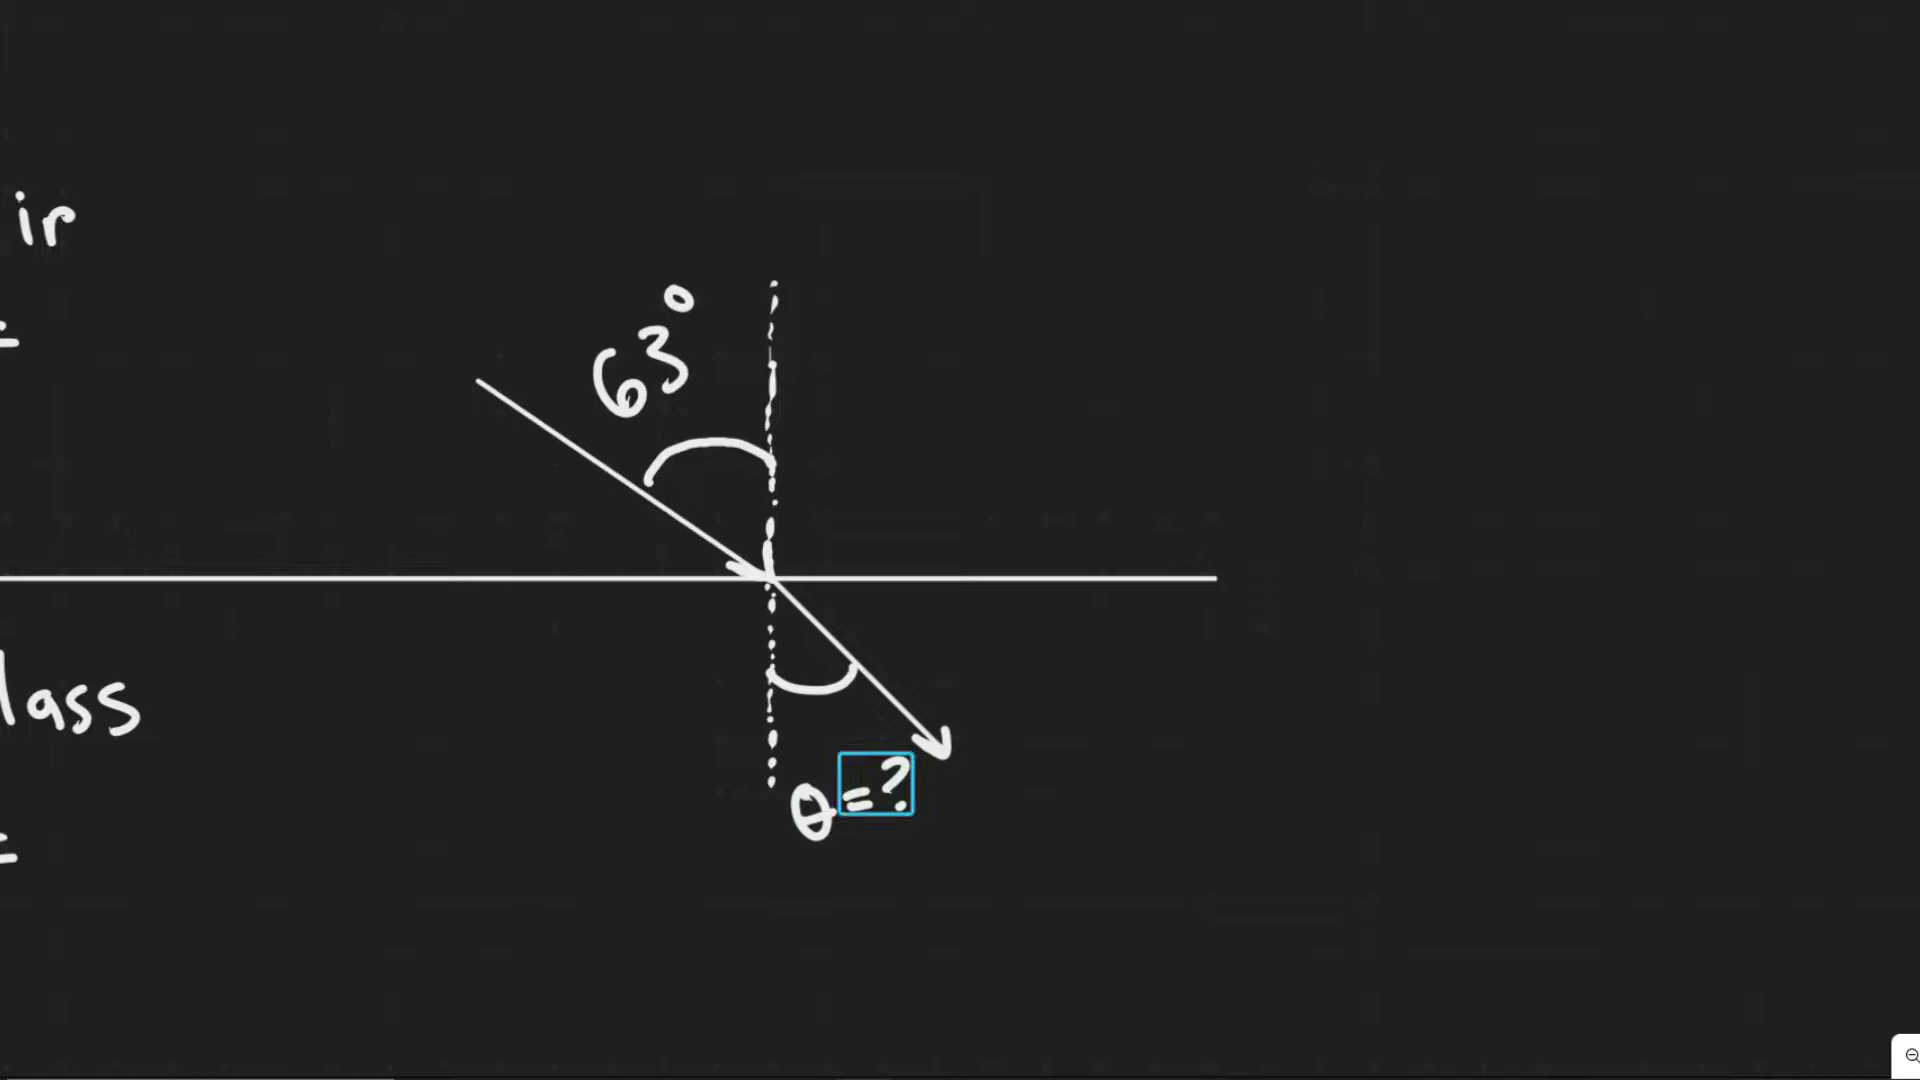 ir
63°
=
lass
θ=?
=